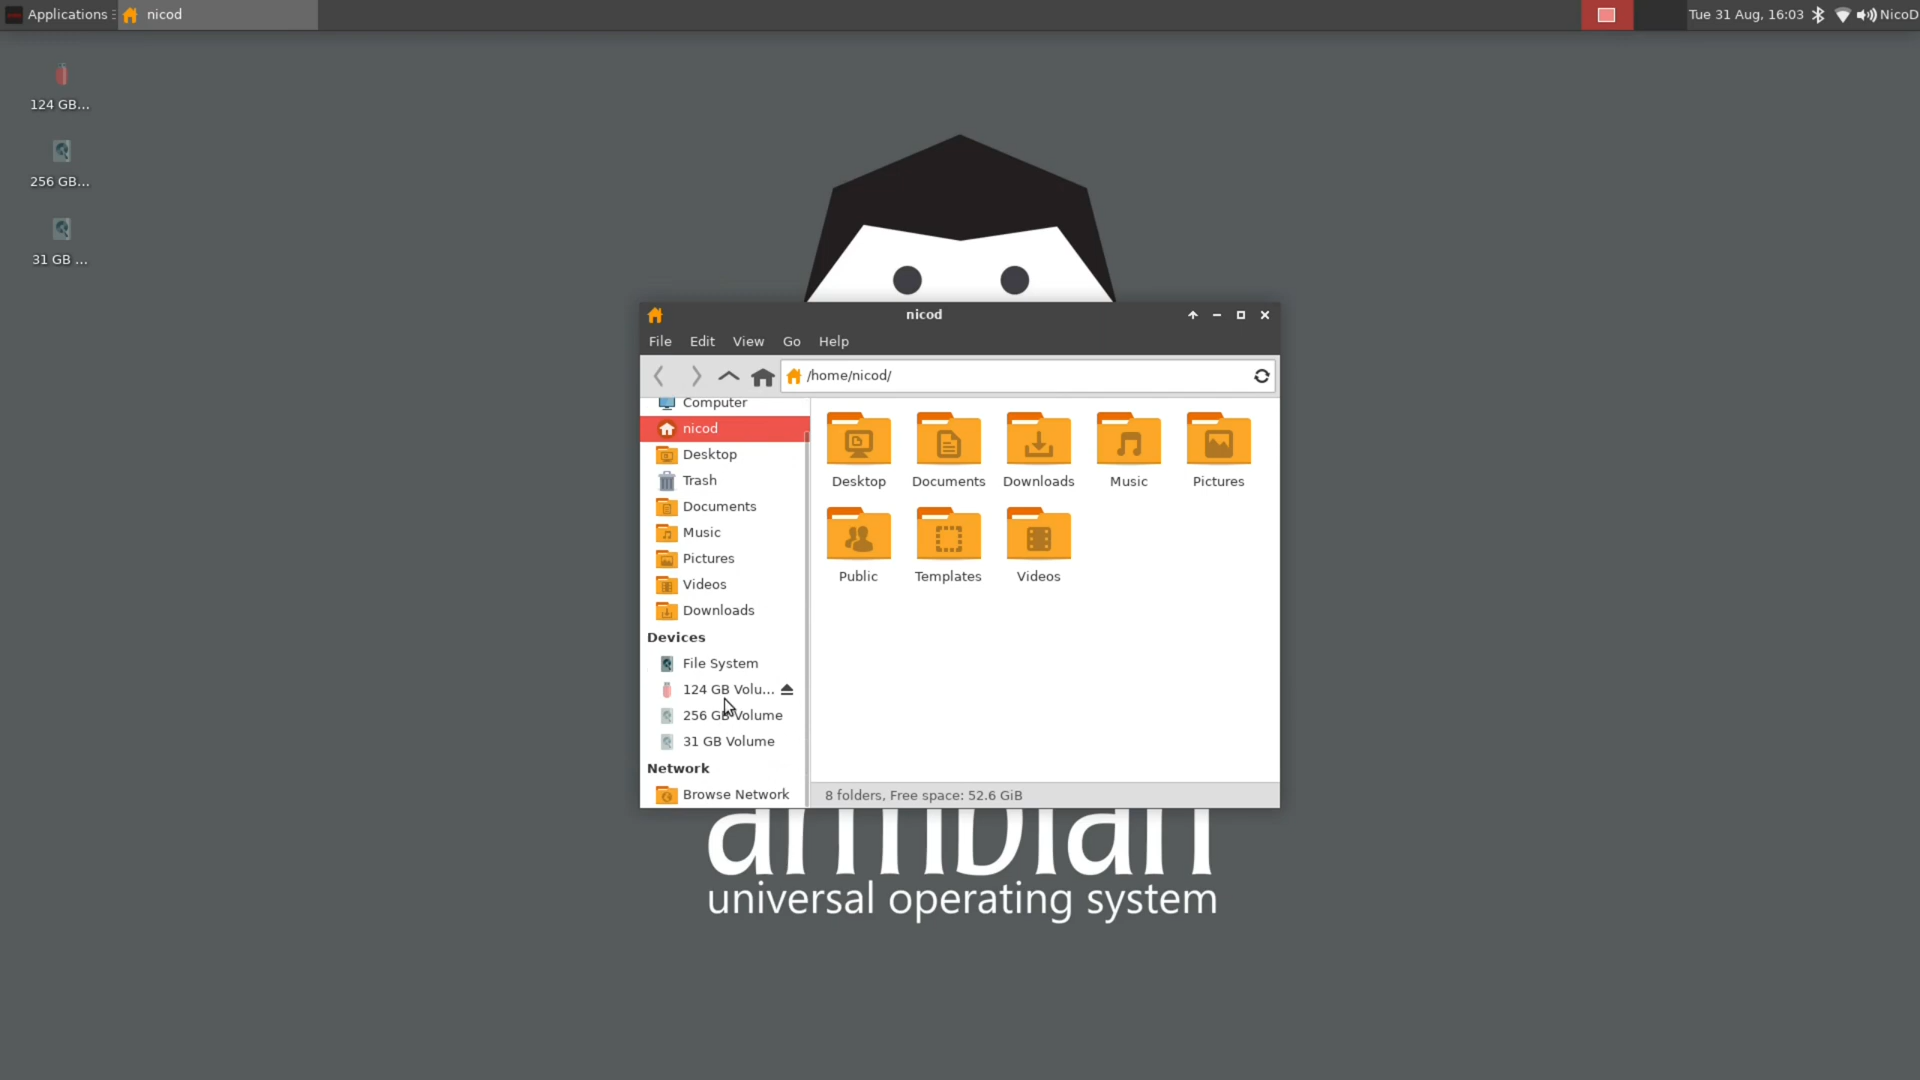 Applications
nicod
Tue 31 Aug, 16:03
NicoD
124 GB...
256 GB...
31 GB ...
nicod
File Edit View Go Help
/home/nicod/
Computer
nicod
Desktop
Trash
Documents
Music
Pictures
Videos
Downloads
Devices
File System
124 GB Volu...
256 GB Volume
31 GB Volume
Network
Browse Network
Desktop Documents Downloads Music Pictures
Public Templates Videos
8 folders, Free space: 52.6 GiB
armbian
universal operating system